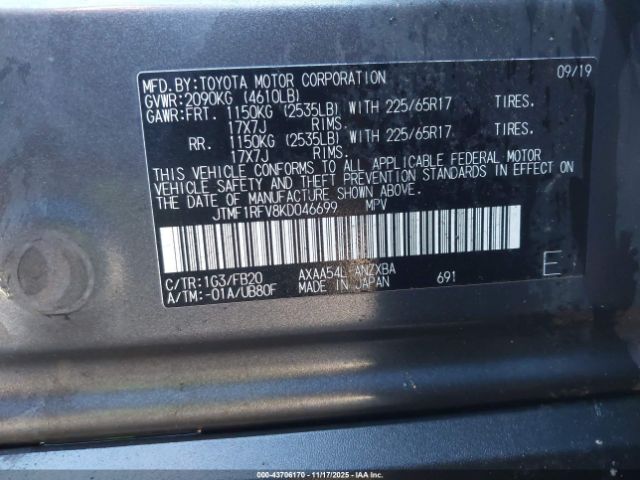 MFD.BY:TOYOTA MOTOR CORPORATION 09/19
GVWR:2090KG (4610LB)
GAWR:FRT. 1150KG (2535LB) WITH 225/65R17 TIRES.
17X7J RIMS.
RR. 1150KG (2535LB) WITH 225/65R17 TIRES.
17X7J RIMS.
THIS VEHICLE CONFORMS TO ALL APPLICABLE FEDERAL MOTOR
VEHICLE SAFETY AND THEFT PREVENTION STANDARDS IN EFFECT ON
THE DATE OF MANUFACTURE SHOWN ABOVE.
JTMF1RFV8KD046699 MPV
C/TR:1G3/FB20 AXAA54L-ANZXBA E
A/TM:-01A/UB80F MADE IN JAPAN 691
© 000-43706170 - 11/17/2025 - IAAI.COM - COPART